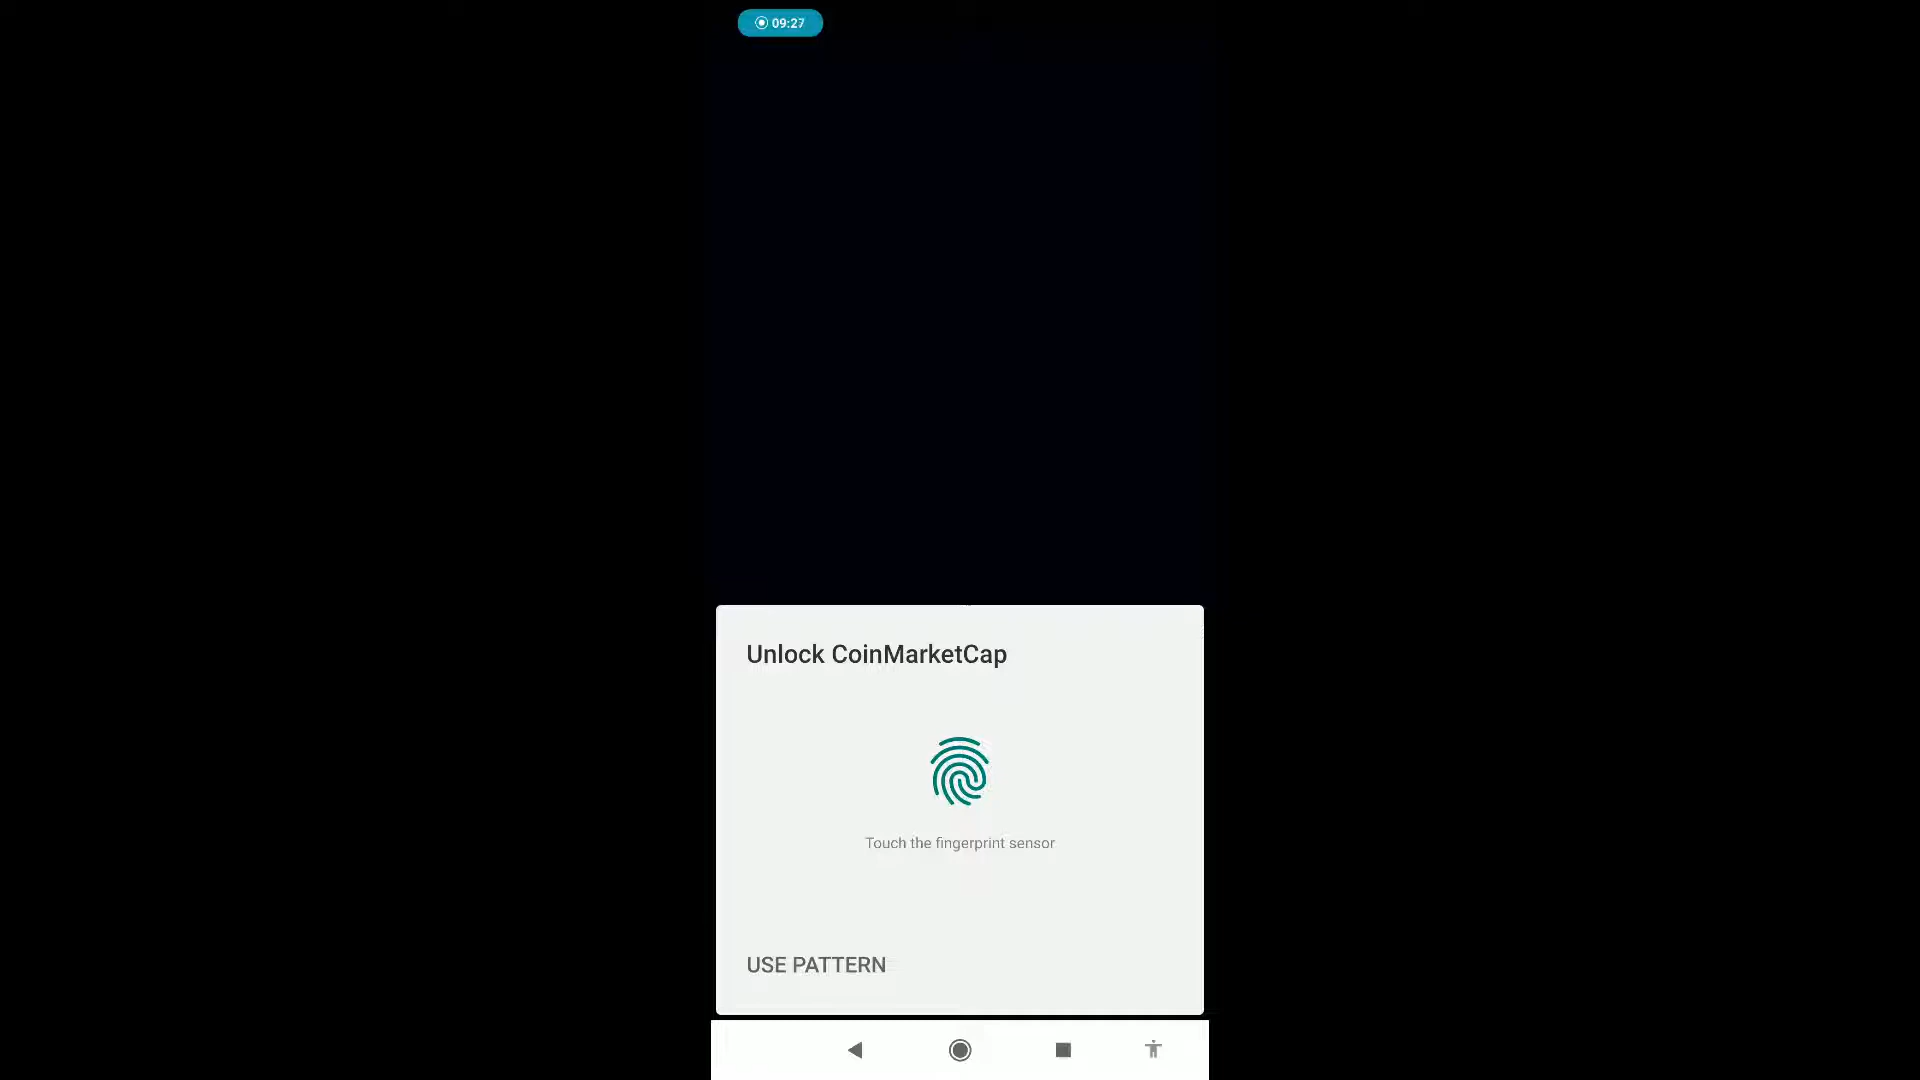 09:27
Unlock CoinMarketCap
Touch the fingerprint sensor
USE PATTERN